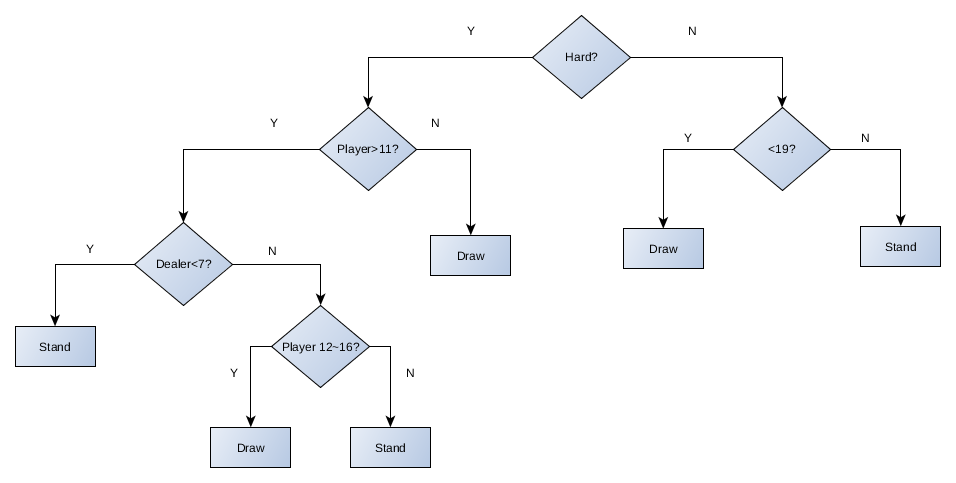 Y
N
Hard?
Y
N
Player>11?
Y
N
<19?
Y
N
Dealer<7?
Draw
Draw
Stand
Stand
Player 12~16?
Y
N
Draw
Stand